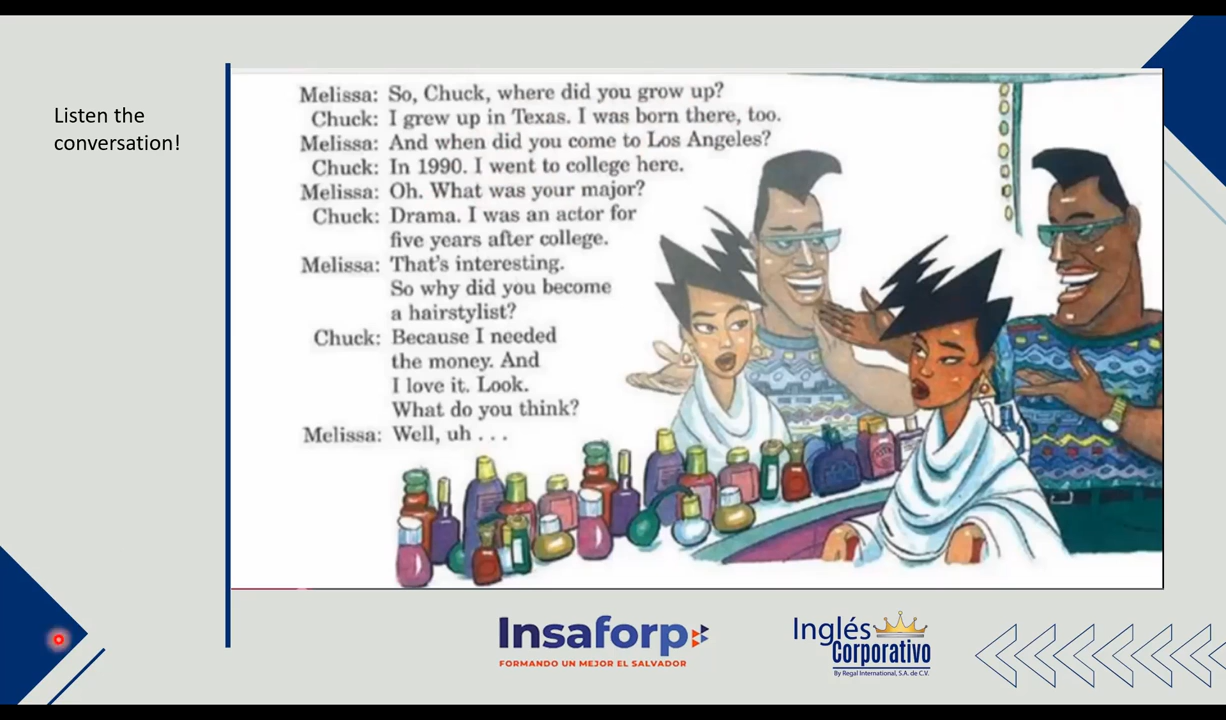 Listen the
conversation!
Melissa: So, Chuck, where did you grow up?
Chuck: I grew up in Texas. I was born there, too.
Melissa: And when did you come to Los Angeles?
Chuck: In 1990. I went to college here.
Melissa: Oh. What was your major?
Chuck: Drama. I was an actor for
five years after college.
Melissa: That's interesting.
So why did you become
a hairstylist?
Chuck: Because I needed
the money. And
I love it. Look.
What do you think?
Melissa: Well, uh . . .
Insaforp
FORMANDO UN MEJOR EL SALVADOR
Inglés
Corporativo
By Regal International, S.A. de C.V.